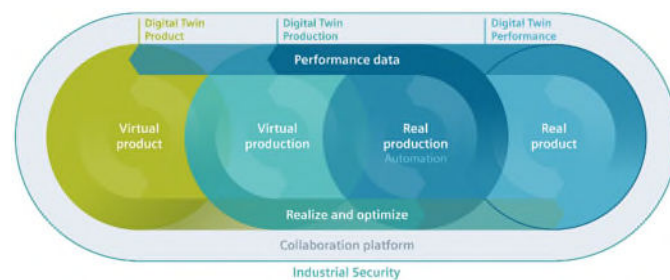 Digital Twin
Product
Digital Twin
Production
Digital Twin
Performance
Performance data
Virtual
product
Virtual
production
Real
production
Automation
Real
product
Realize and optimize
Collaboration platform
Industrial Security